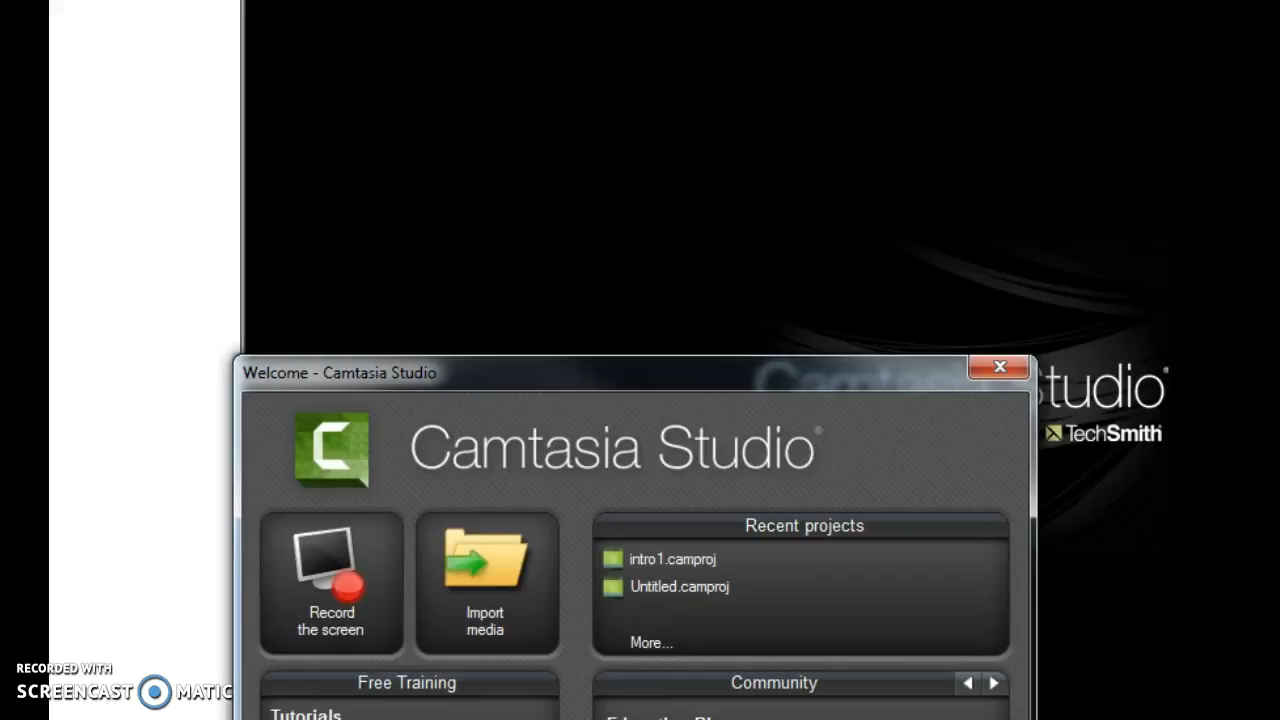 Welcome - Camtasia Studio
Studio®
TechSmith
Camtasia Studio®
Recent projects
intro1.camproj
Untitled.camproj
More...
Record
the screen
Import
media
Free Training
Community
Tutorials
RECORDED WITH
SCREENCAST MATIC